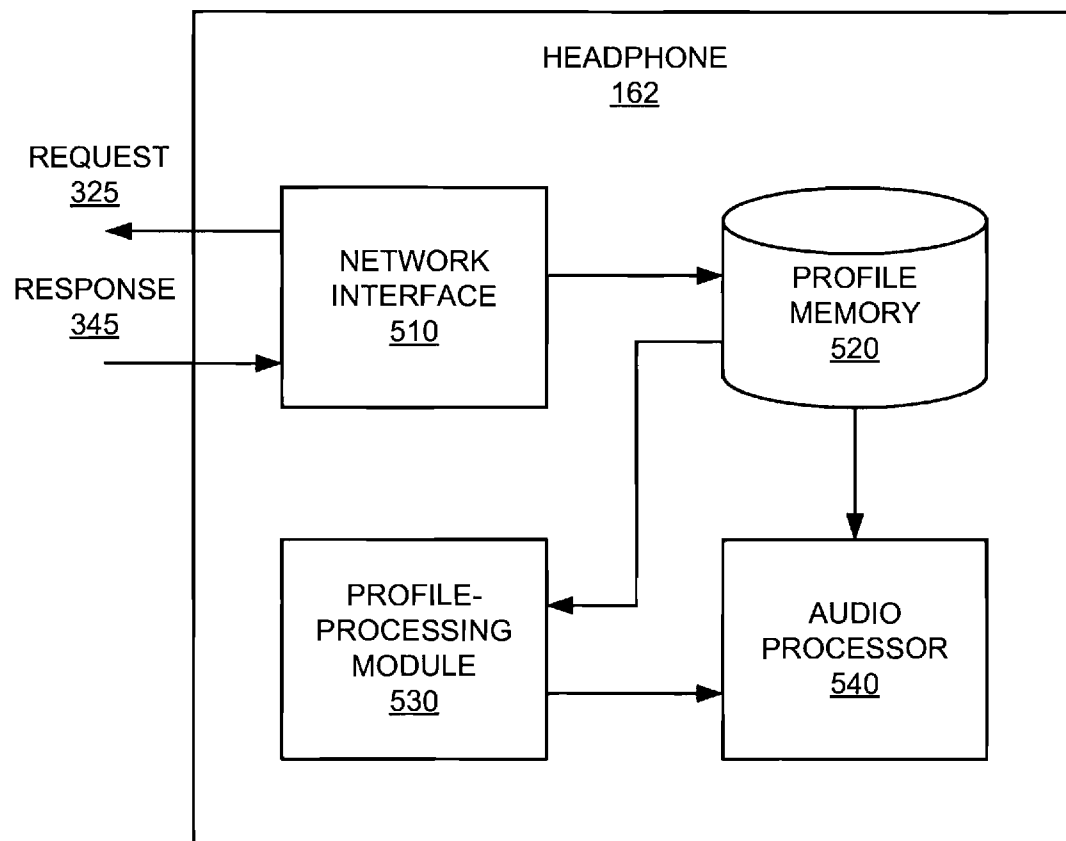 HEADPHONE
162
REQUEST
325
RESPONSE
345
NETWORK
INTERFACE
510
PROFILE
MEMORY
520
PROFILE-
PROCESSING
MODULE
530
AUDIO
PROCESSOR
540